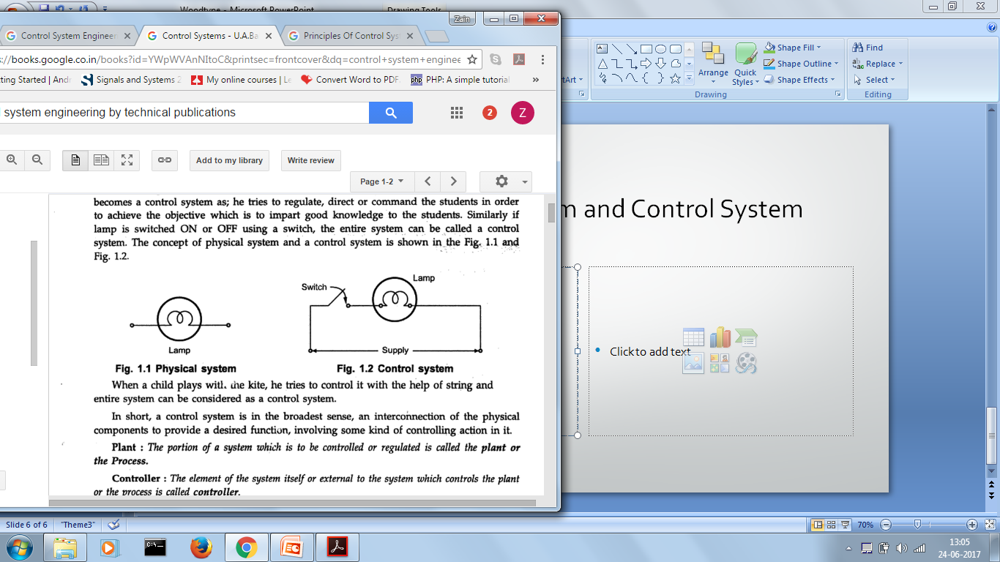 Woodtype - Microsoft PowerPoint
Drawing Tools
Zain
Control System Engineer
Control Systems - U.A.Ba
Principles Of Control Sys
://books.google.co.in/books?id=YWpWVAnNItoC&printsec=frontcover&dq=control+system+enginee
ting Started | Andr
Signals and Systems 2
My online courses | Le
Convert Word to PDF.
php PHP: A simple tutorial
»
system engineering by technical publications
2
Z
Add to my library
Write review
Page 1-2
becomes a control system as; he tries to regulate, direct or command the students in order
to achieve the objective which is to impart good knowledge to the students. Similarly if
lamp is switched ON or OFF using a switch, the entire system can be called a control
system. The concept of physical system and a control system is shown in the Fig. 1.1 and
Fig. 1.2.
Switch
Lamp
Lamp
Supply
Fig. 1.1 Physical system
Fig. 1.2 Control system
When a child plays with the kite, he tries to control it with the help of string and
entire system can be considered as a control system.
In short, a control system is in the broadest sense, an interconnection of the physical
components to provide a desired function, involving some kind of controlling action in it.
Plant : The portion of a system which is to be controlled or regulated is called the plant or
the Process.
Controller : The element of the system itself or external to the system which controls the plant
or the process is called controller.
tArt
Arrange
Quick
Styles
Shape Fill
Shape Outline
Shape Effects
Drawing
Find
Replace
Select
Editing
m and Control System
Click to add text
Slide 6 of 6
"Theme3"
70%
13:05
24-06-2017